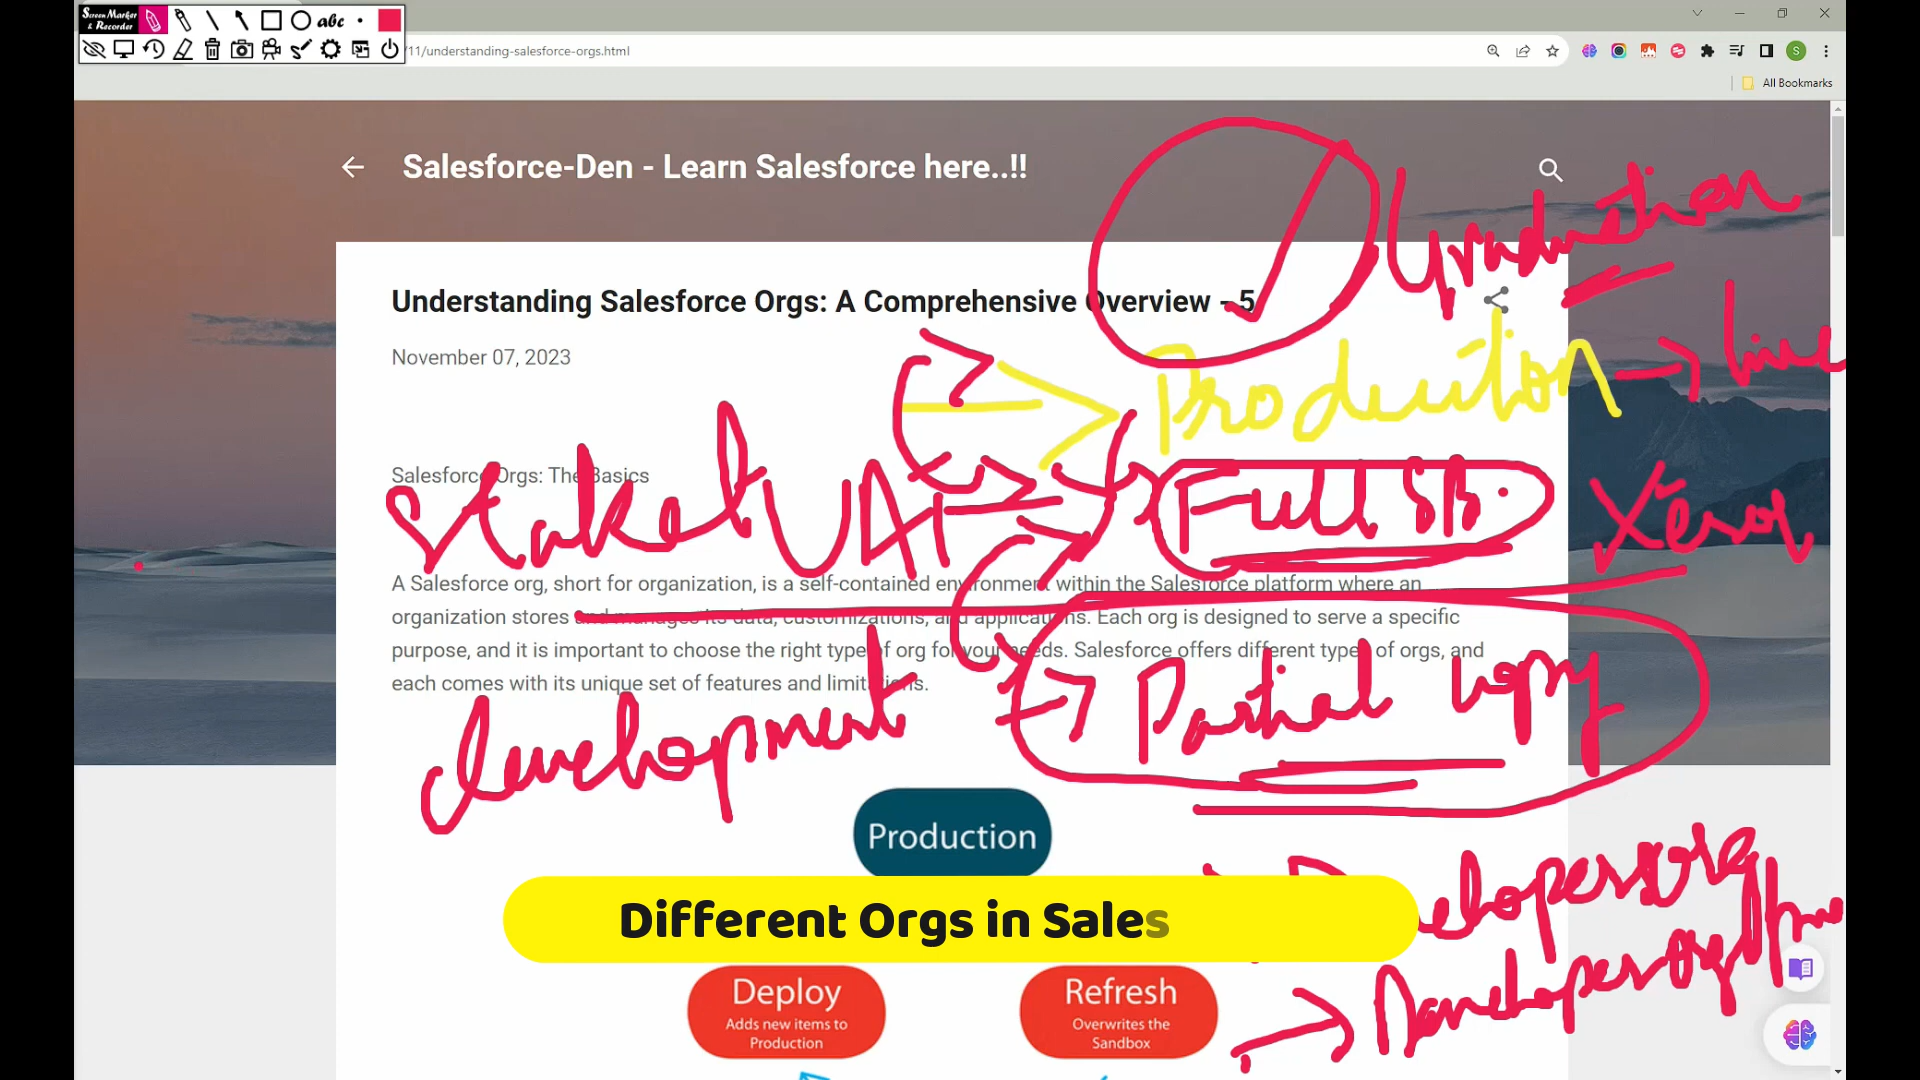 Screen Marker & Recorder
abc
11/understanding-salesforce-orgs.html
S
All Bookmarks
Salesforce-Den - Learn Salesforce here..!!
Understanding Salesforce Orgs: A Comprehensive Overview - 5
November 07, 2023
Production
→ live
Salesforce Orgs: The Basics
UAT
Full SB.
A Salesforce org, short for organization, is a self-contained environment within the Salesforce platform where an
organization stores and manages its data, customizations, and applications. Each org is designed to serve a specific
purpose, and it is important to choose the right type of org for your needs. Salesforce offers different types of orgs, and
each comes with its unique set of features and limitations.
development
→ Partial copy
Production
Different Orgs in Sales
Deploy
Adds new items to
Production
Refresh
Overwrites the
Sandbox